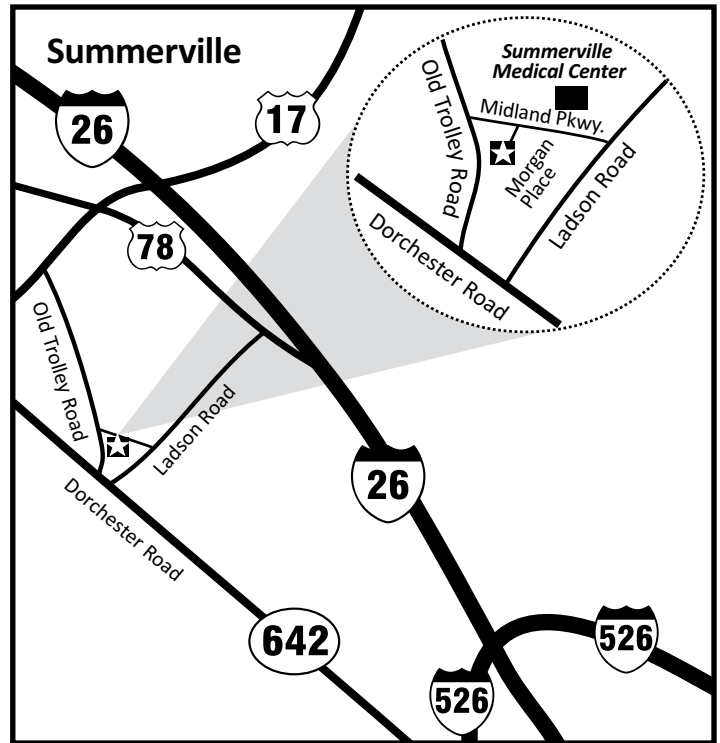 Summerville
26
17
78
Old Trolley Road
Ladson Road
Dorchester Road
642
26
526
526
Summerville
Medical Center
Old Trolley Road
Midland Pkwy.
Morgan
Place
Ladson Road
Dorchester Road